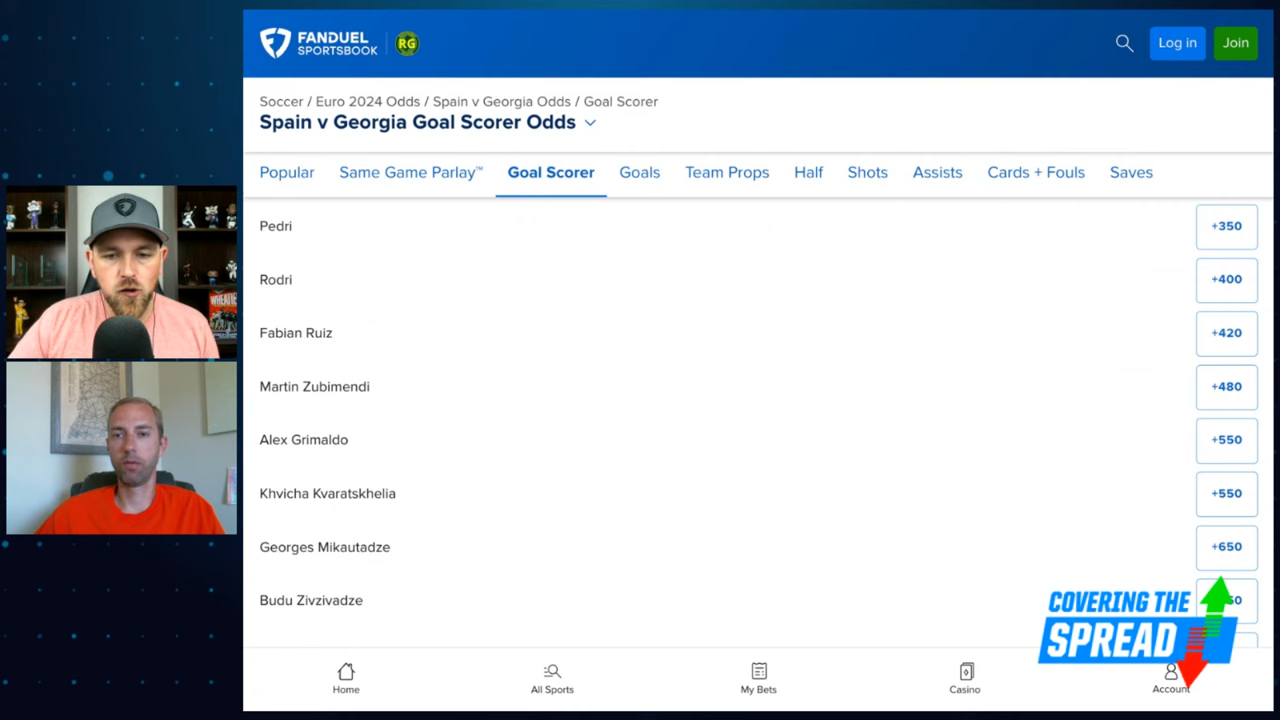 FANDUEL
SPORTSBOOK
RG
Log in
Join
Soccer / Euro 2024 Odds / Spain v Georgia Odds / Goal Scorer
Spain v Georgia Goal Scorer Odds
Popular
Same Game Parlay™
Goal Scorer
Goals
Team Props
Half
Shots
Assists
Cards + Fouls
Saves
Pedri
+350
Rodri
+400
Fabian Ruiz
+420
Martin Zubimendi
+480
Alex Grimaldo
+550
Khvicha Kvaratskhelia
+550
Georges Mikautadze
+650
Budu Zivzivadze
COVERING THE
SPREAD
Home
All Sports
My Bets
Casino
Account
WHEATIES